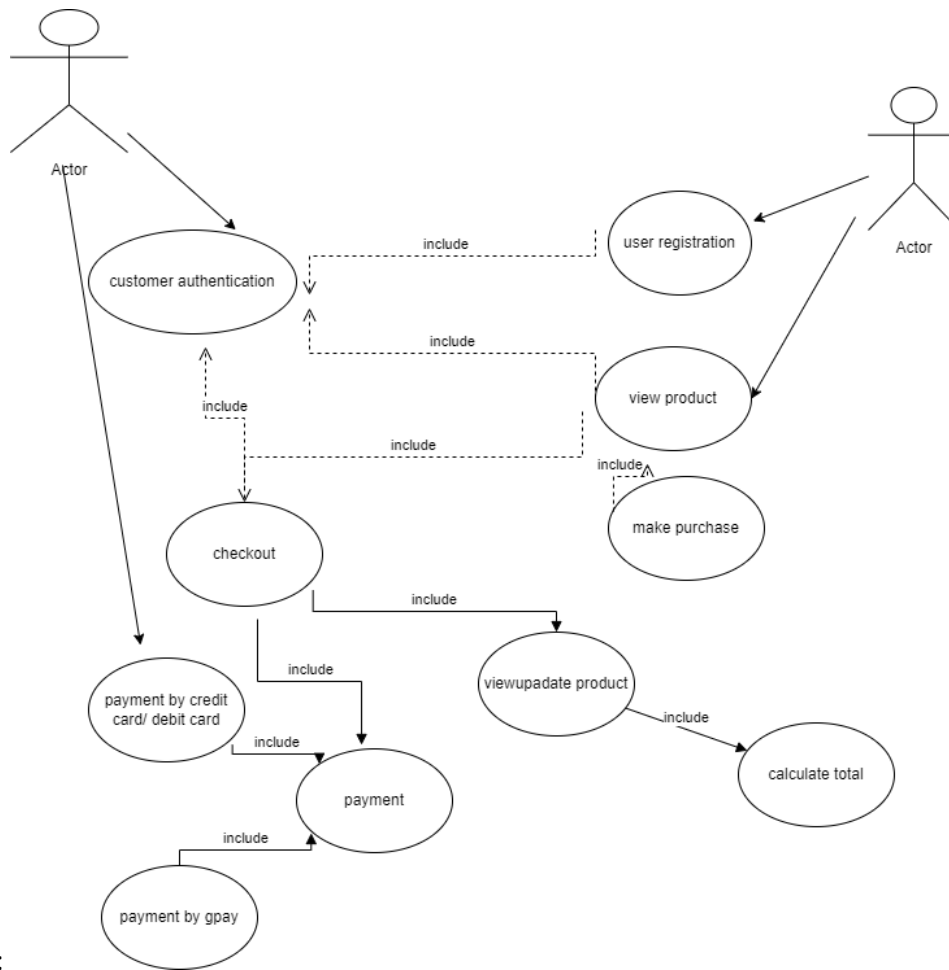 Actor
Actor
include
user registration
customer authentication
include
view product
include
include
include
make purchase
checkout
include
include
payment by credit
card/ debit card
viewupadate product
include
include
calculate total
payment
include
payment by gpay
: